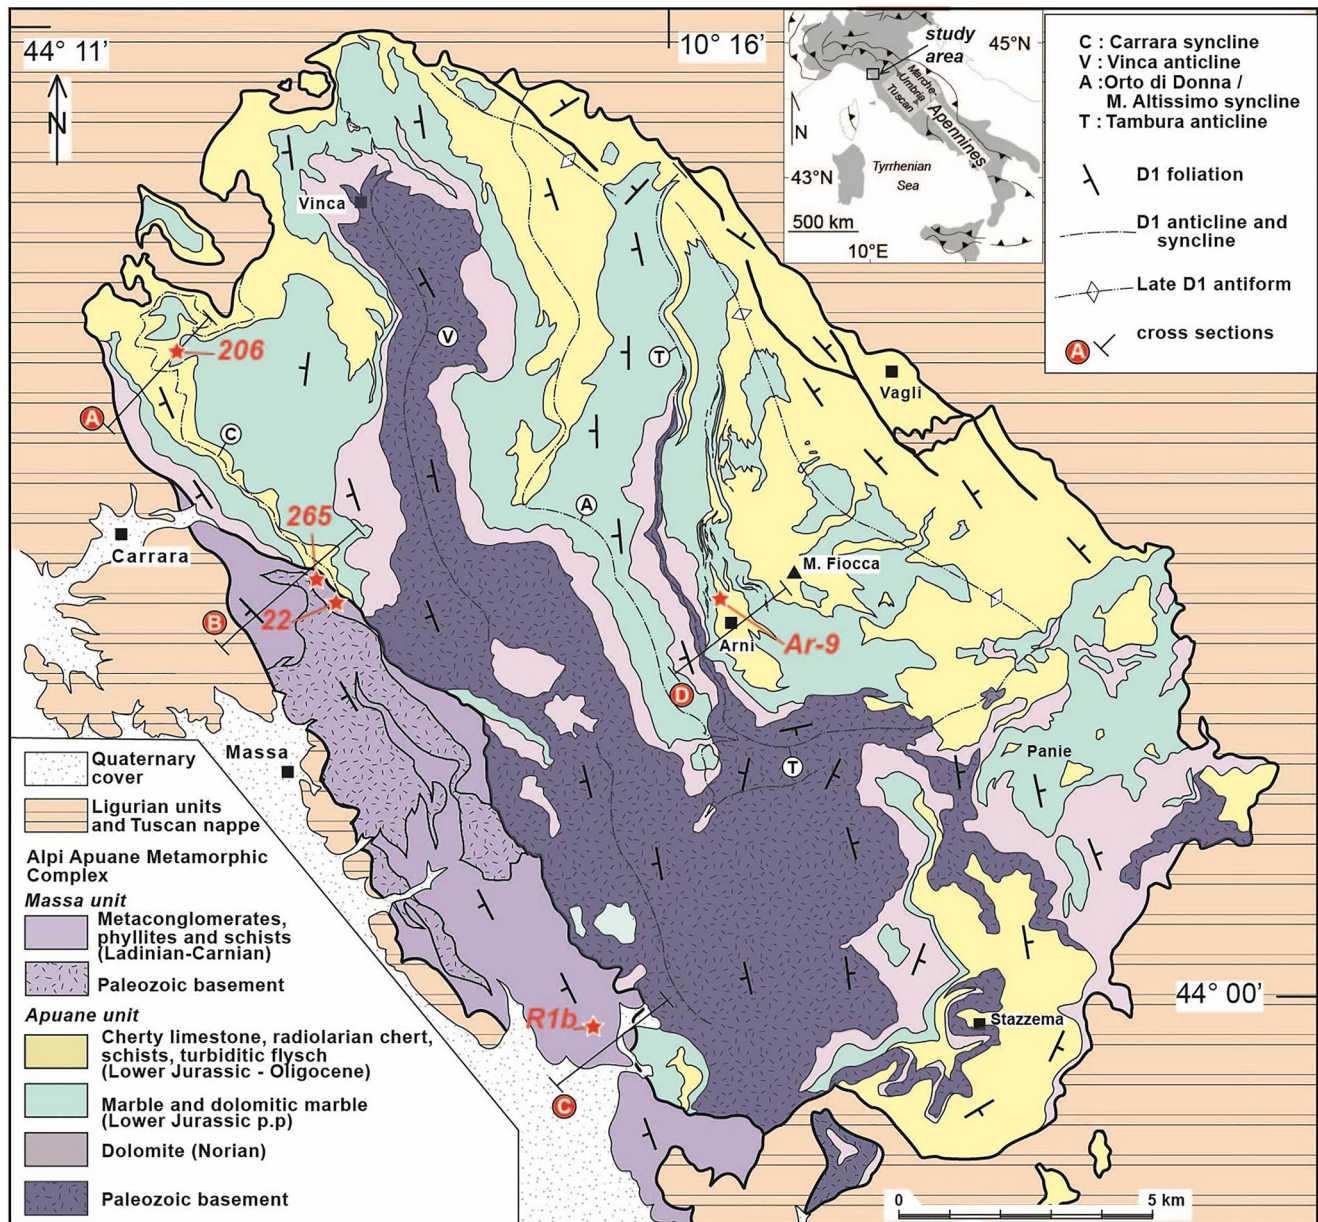 44° 11’
10° 16’
N
study
area
45°N
Marche-
Umbria
Tuscan
Apennines
N
43°N
Tyrrhenian
Sea
500 km
10°E
C : Carrara syncline
V : Vinca anticline
A :Orto di Donna /
M. Altissimo syncline
T : Tambura anticline
D1 foliation
D1 anticline and
syncline
Late D1 antiform
A
cross sections
Vinca
V
T
206
Vagli
A
C
A
265
Carrara
M. Fiocca
22
B
Arni
Ar-9
D
Massa
T
Panie
44° 00’
R1b
Stazzema
C
Quaternary
cover
Ligurian units
and Tuscan nappe
Alpi Apuane Metamorphic
Complex
Massa unit
Metaconglomerates,
phyllites and schists
(Ladinian-Carnian)
Paleozoic basement
Apuane unit
Cherty limestone, radiolarian chert,
schists, turbiditic flysch
(Lower Jurassic - Oligocene)
Marble and dolomitic marble
(Lower Jurassic p.p)
Dolomite (Norian)
Paleozoic basement
0
5 km